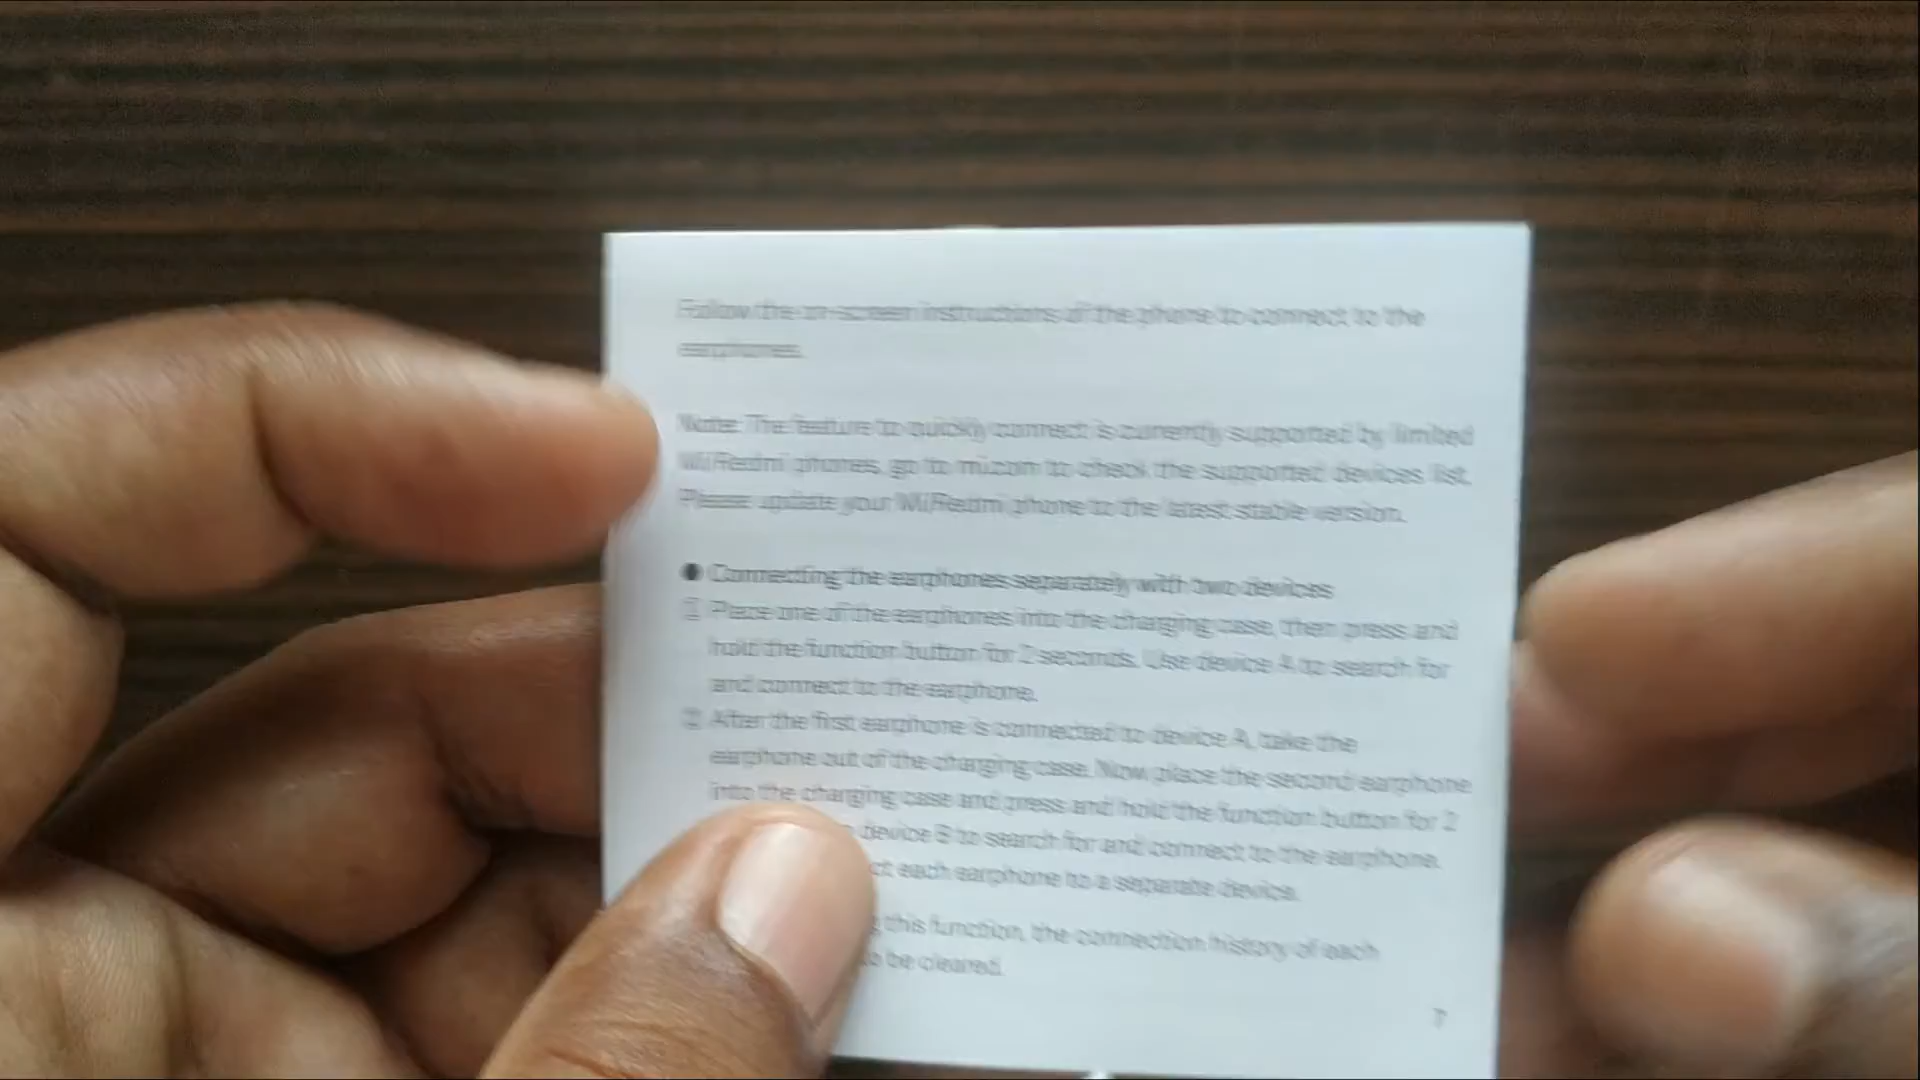 Follow the on-screen instructions of the phone to connect to the
earphones.
Note: The feature to quickly connect is currently supported by limited
Mi/Redmi phones, go to mi.com to check the supported devices list.
Please update your Mi/Redmi phone to the latest stable version.
● Connecting the earphones separately with two devices
① Place one of the earphones into the charging case, then press and
hold the function button for 2 seconds. Use device A to search for
and connect to the earphone.
② After the first earphone is connected to device A, take the
earphone out of the charging case. Now place the second earphone
into the charging case and press and hold the function button for 2
device B to search for and connect to the earphone.
each earphone to a separate device.
this function, the connection history of each
be cleared.
7